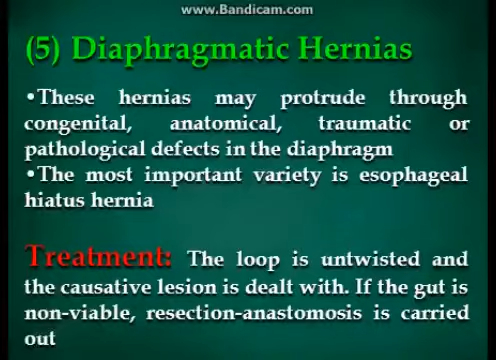 www.Bandicam.com
(5) Diaphragmatic Hernias
•These hernias may protrude through
congenital, anatomical, traumatic or
pathological defects in the diaphragm
•The most important variety is esophageal
hiatus hernia
Treatment: The loop is untwisted and
the causative lesion is dealt with. If the gut is
non-viable, resection-anastomosis is carried
out